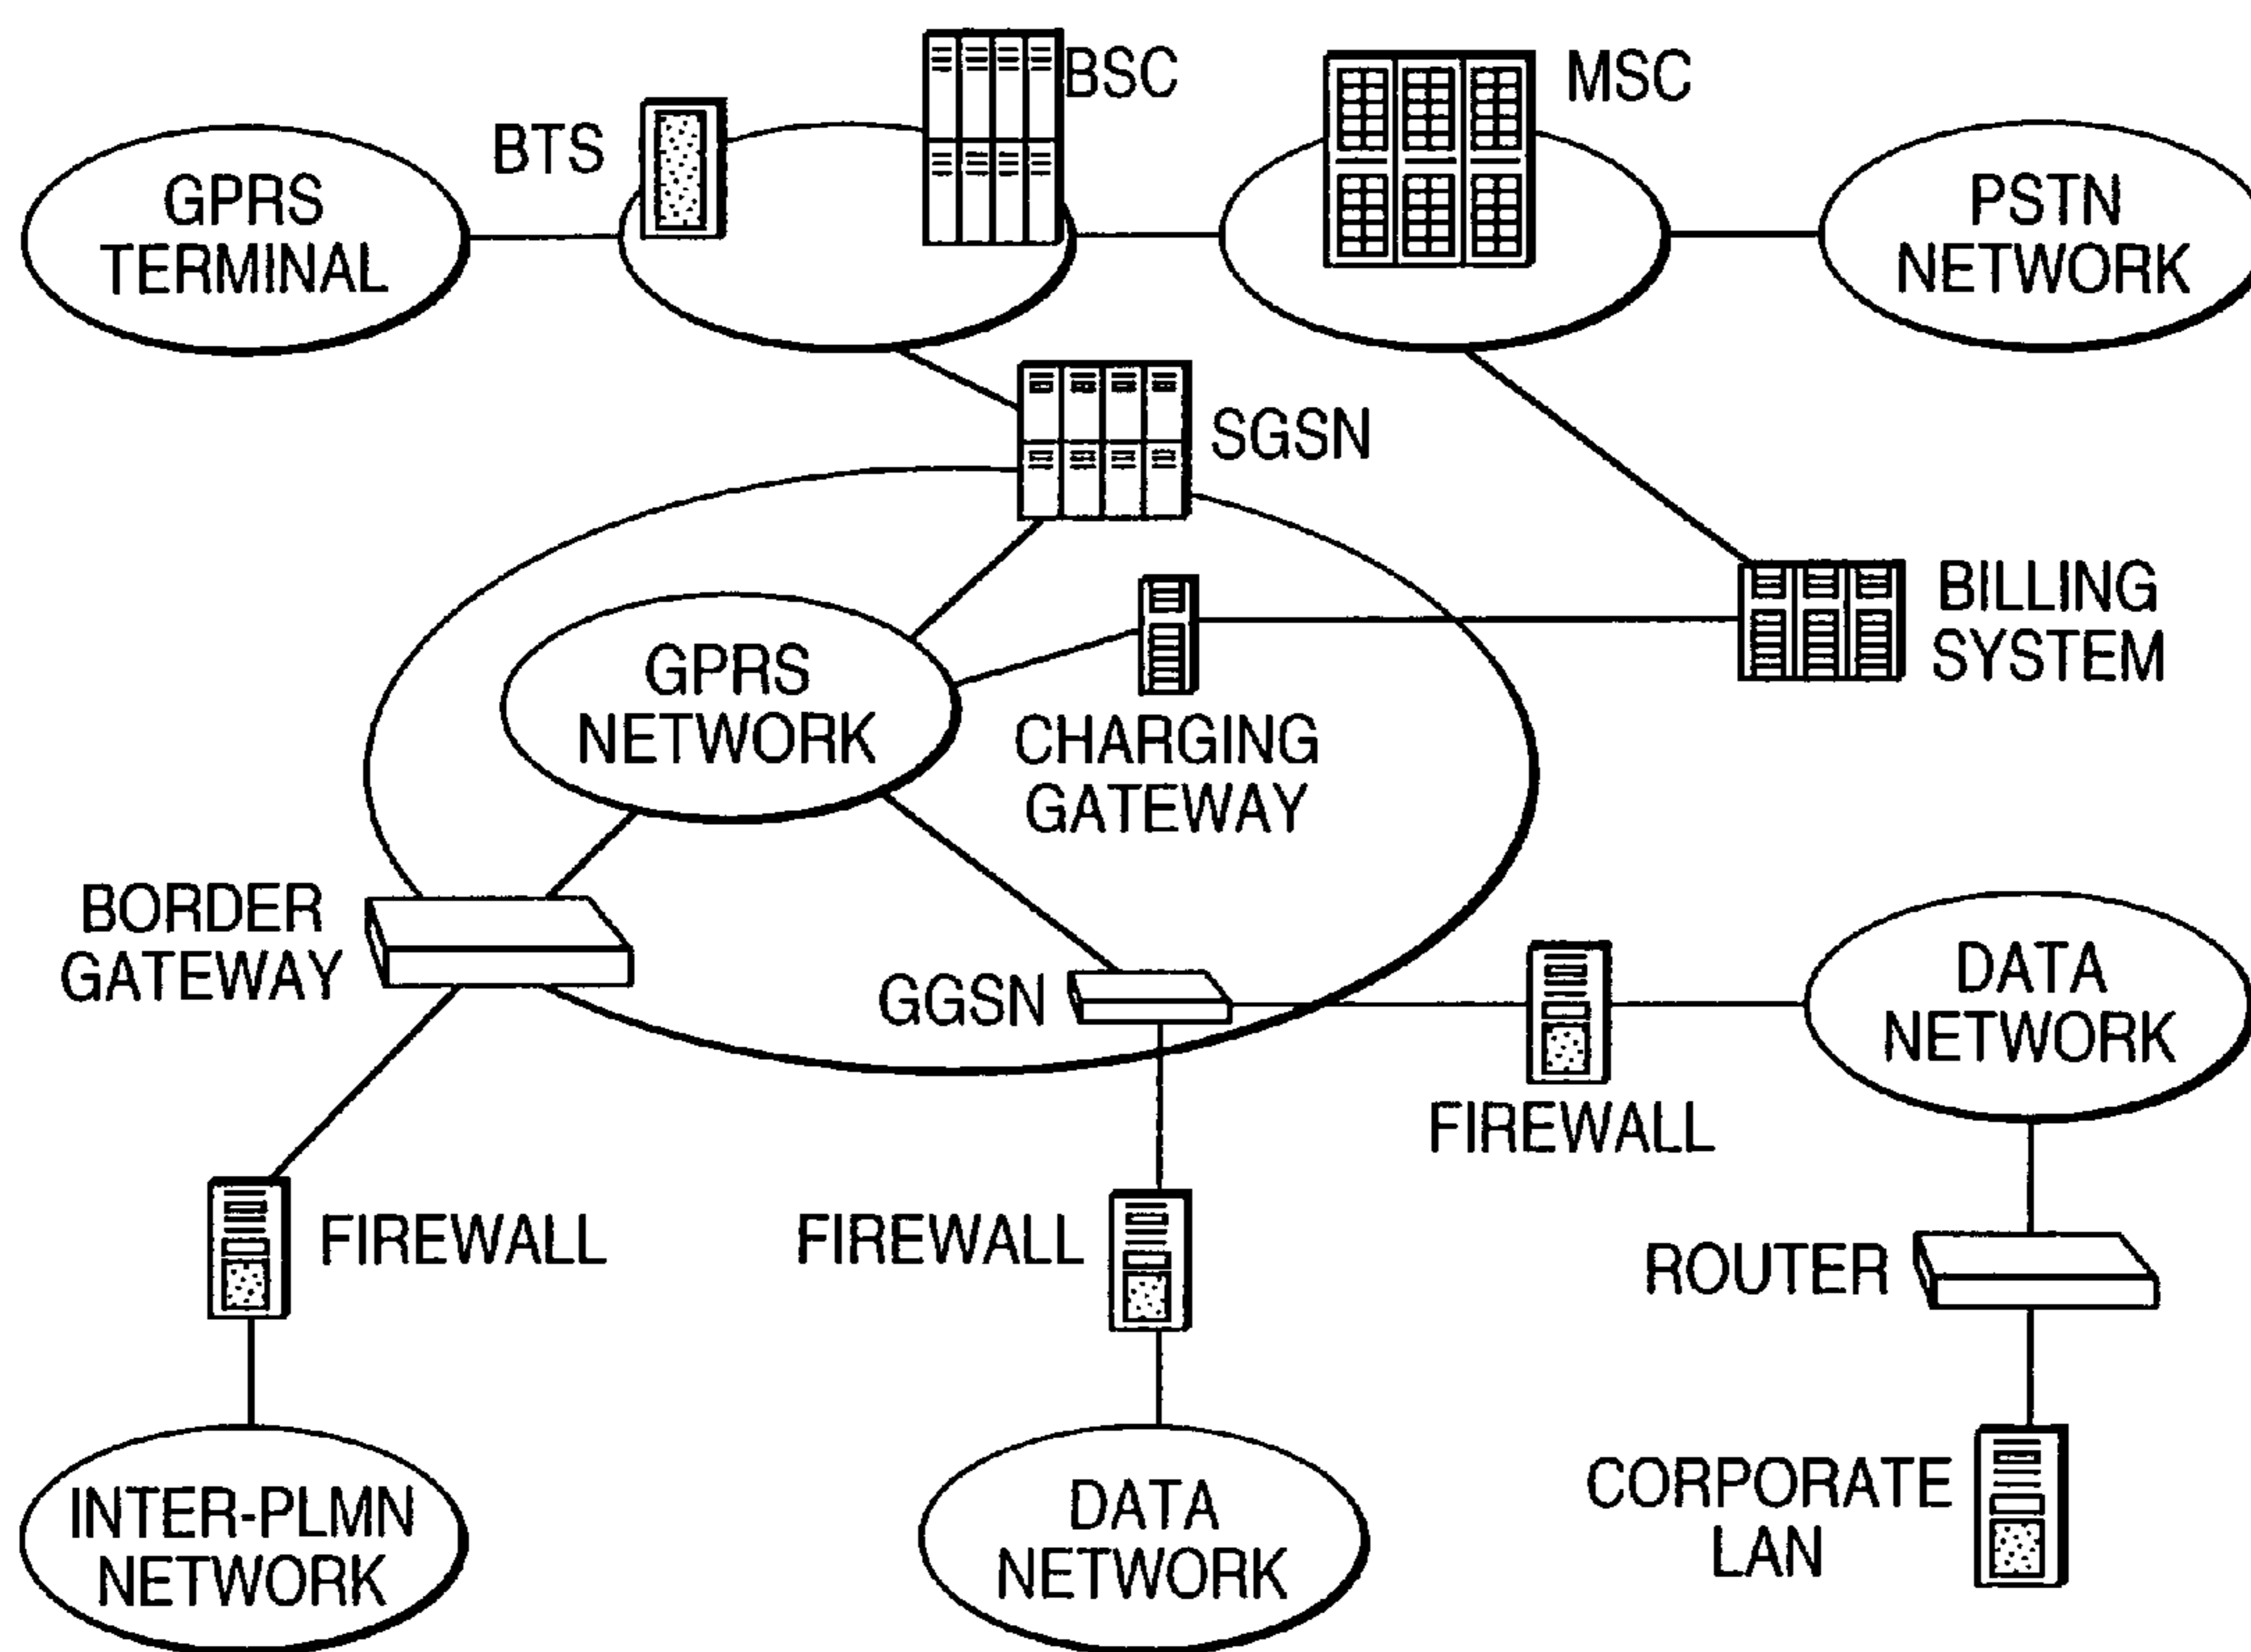 BSC
MSC
BTS
GPRS
TERMINAL
PSTN
NETWORK
SGSN
BILLING
SYSTEM
GPRS
NETWORK
CHARGING
GATEWAY
BORDER
GATEWAY
GGSN
DATA
NETWORK
FIREWALL
FIREWALL
FIREWALL
ROUTER
INTER-PLMN
NETWORK
DATA
NETWORK
CORPORATE
LAN